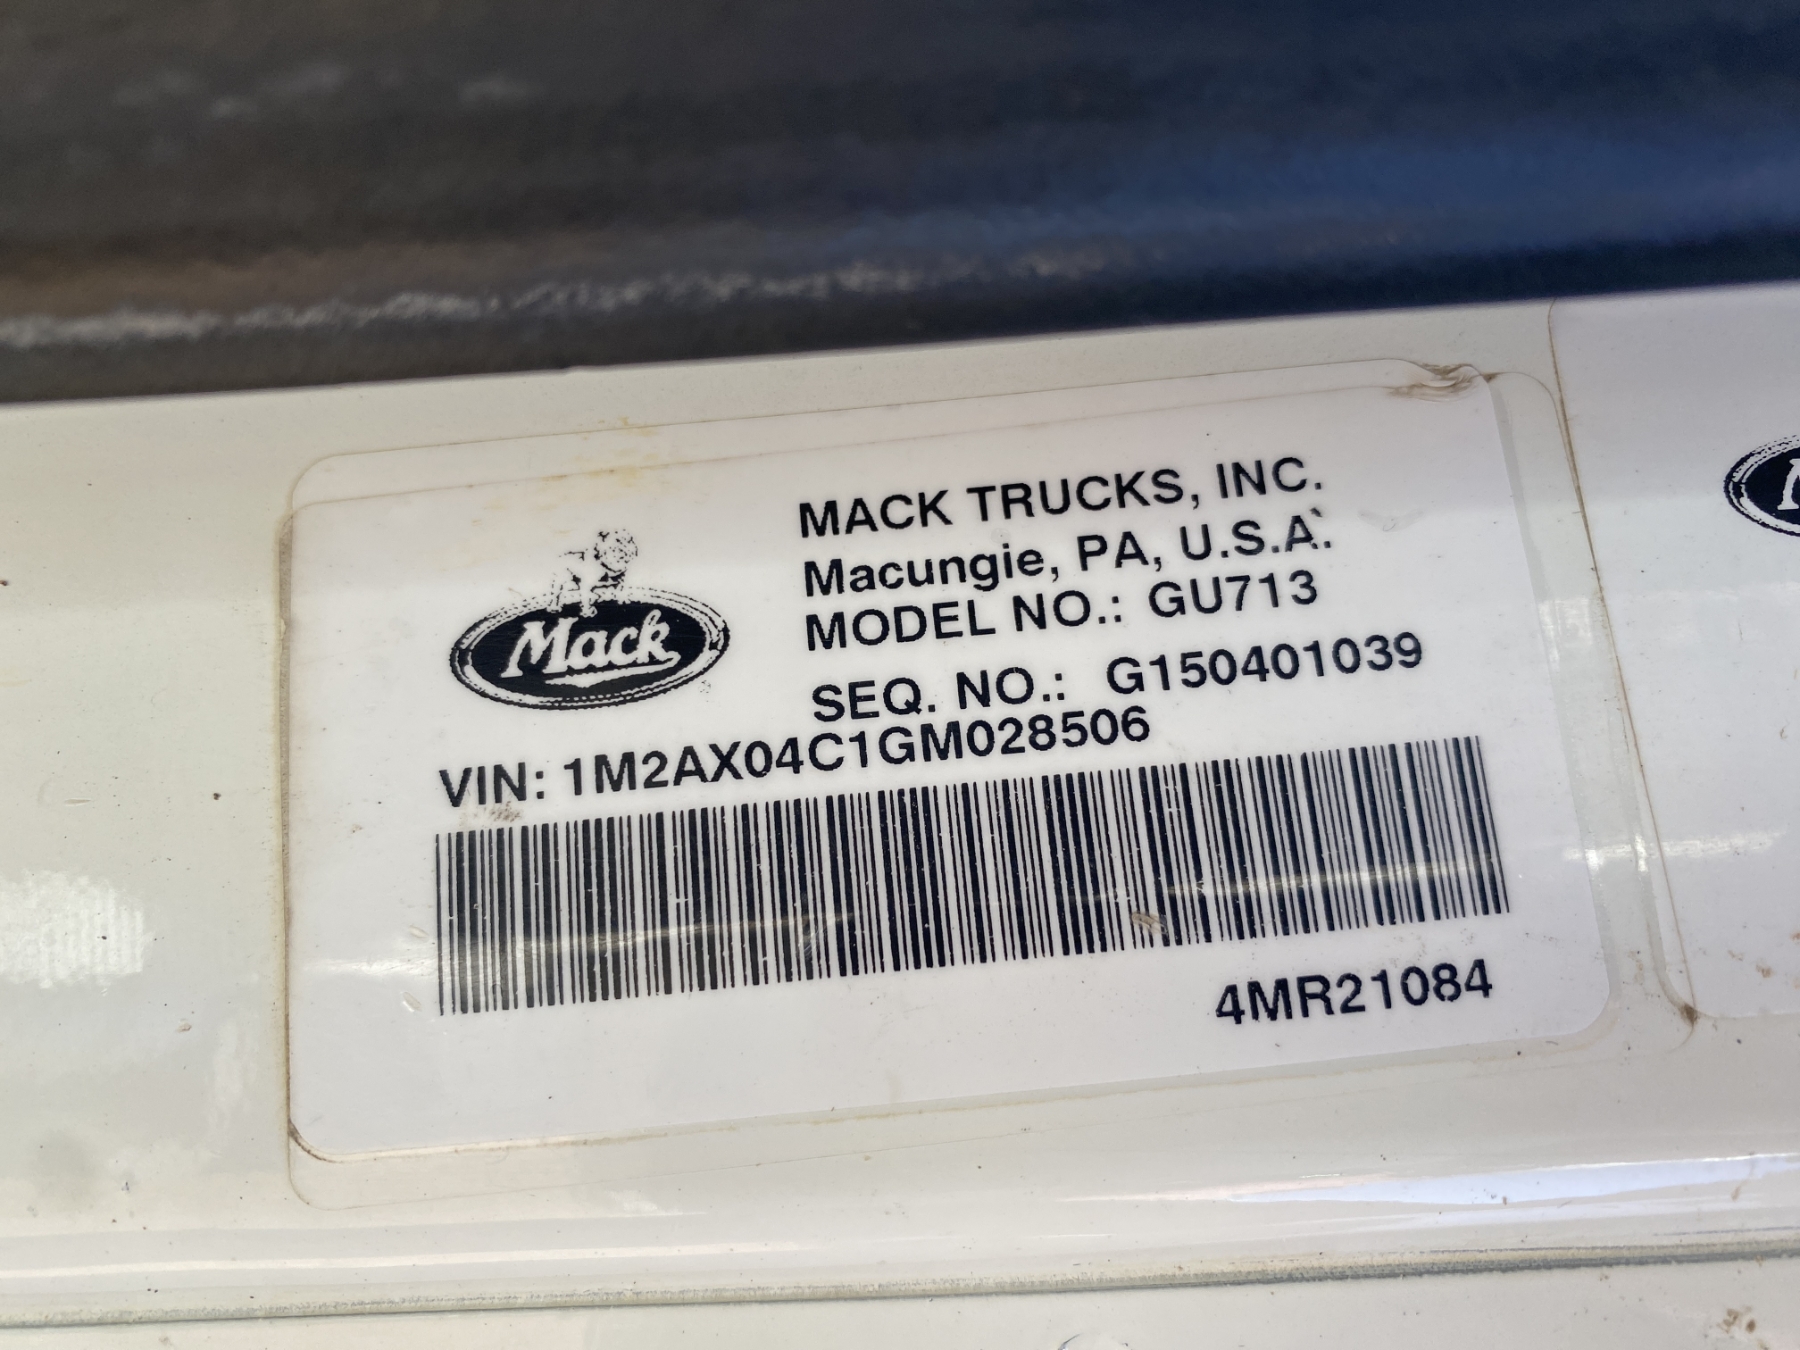 MACK TRUCKS, INC.
Macungie, PA, U.S.A.
MODEL NO.: GU713
Mack
SEQ. NO.: G150401039
VIN: 1M2AX04C1GM028506
4MR21084